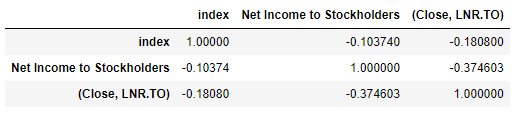 index Net Income to Stockholders (Close, LNR.TO)
index 1.00000 -0.103740 -0.180800
Net Income to Stockholders -0.10374 1.000000 -0.374603
(Close, LNR.TO) -0.18080 -0.374603 1.000000